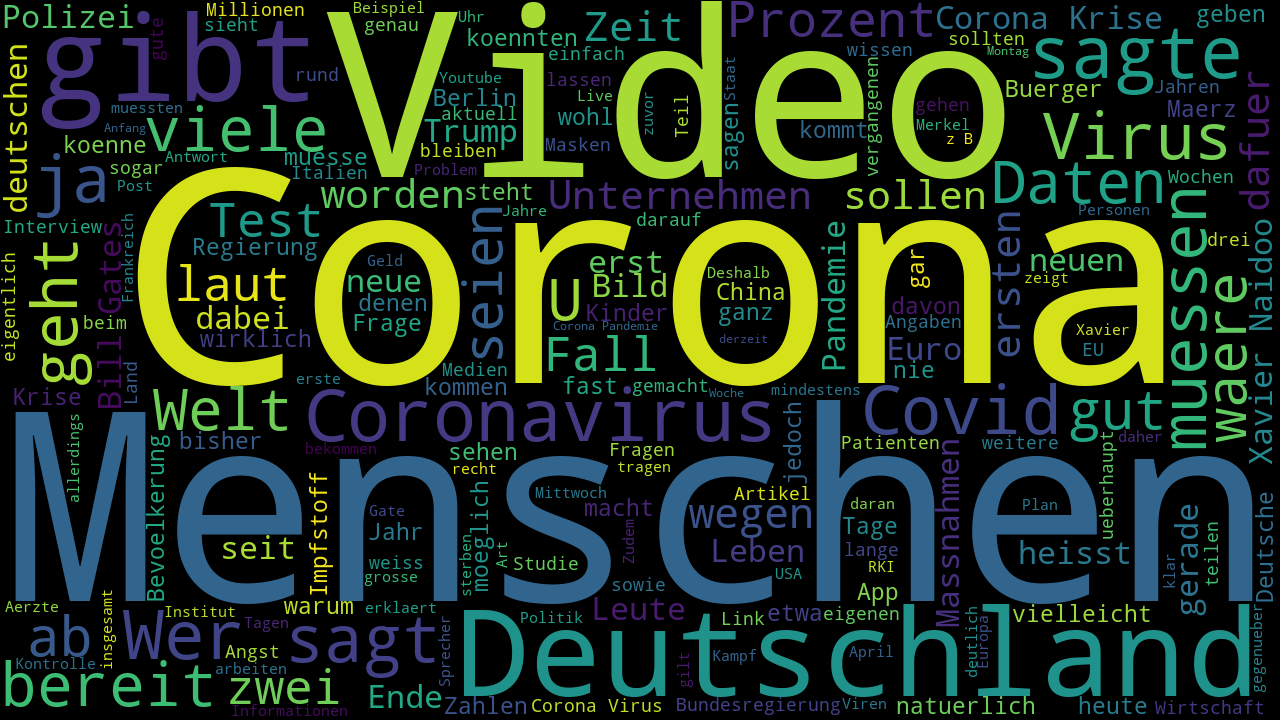 Polizei
Millionen
sieht
gute
Beispiel
genau
Uhr
koennten
Zeit
Prozent
Corona Krise
geben
gibt
Video
einfach
wissen
sollten
Montag
sagte
deutschen
rund
Youtube
lassen
Staat
Buerger
Jahren
muessten
Berlin
Live
zuvor
Teil
vergangenen
gehen
Maerz
Anfang
viele
aktuell
wohl
sagen
kommt
Merkel
z B
Virus
dafuer
koenne
Trump
Antwort
muesse
bleiben
Masken
sogar
Italien
Problem
Daten
Wochen
ja
Post
worden
steht
Unternehmen
sollen
Interview
Test
Jahre
darauf
Personen
Frankreich
Regierung
seien
Pandemie
ersten
muessen
waere
Naidoo
drei
eigentlich
geht
Bill Gates
Corona
laut
Geld
neue
erst
Deshalb
gar
neuen
zeigt
denen
Bild
U
China
davon
dabei
Frage
Kinder
ganz
Angaben
Xavier
beim
wirklich
Corona Pandemie
derzeit
Euro
EU
Fall
Land
Medien
nie
Xavier Naidoo
Krise
erste
kommen
fast
gemacht
Woche
mindestens
Welt
Coronavirus
Covid
gut
allerdings
bisher
bekommen
sehen
Fragen
jedoch
Patienten
weitere
daher
Menschen
Bevoelkerung
recht
tragen
Massnahmen
ueberhaupt
Impfstoff
Mittwoch
Artikel
daran
Plan
Deutsche
Gate
moeglich
macht
wegen
Tage
gerade
Jahr
Zudem
seit
Art
Leben
lange
heisst
klar
teilen
weiss
sterben
Studie
USA
RKI
grosse
sowie
App
Aerzte
insgesamt
Institut
warum
erklaert
Leute
etwa
eigenen
vielleicht
ab
Wer
Tagen
Politik
Link
Deutschland
deutlich
Europa
gegenueber
sagt
Angst
Sprecher
Kontrolle
arbeiten
gilt
Kampf
April
bereit
zwei
Ende
Informationen
Zahlen
Corona Virus
Bundesregierung
Viren
natuerlich
heute
Wirtschaft